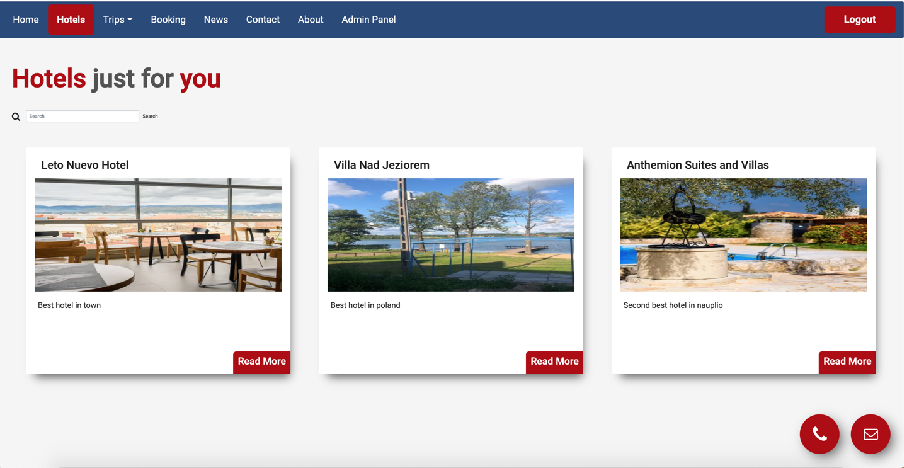 Home Hotels Trips Booking News Contact About Admin Panel Logout
Hotels just for you
Search Search
Leto Nuevo Hotel
Best hotel in town
Read More
Villa Nad Jeziorem
Best hotel in poland
Read More
Anthemion Suites and Villas
Second best hotel in nauplio
Read More